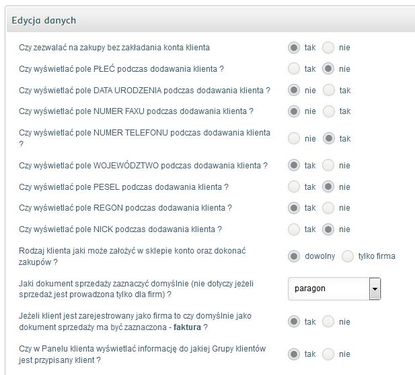 Edycja danych
Czy zezwalać na zakupy bez zakładania konta klienta tak nie
Czy wyświetlać pole PŁEĆ podczas dodawania klienta ? tak nie
Czy wyświetlać pole DATA URODZENIA podczas dodawania klienta ? nie tak
Czy wyświetlać pole NUMER FAXU podczas dodawania klienta ? nie tak
Czy wyświetlać pole NUMER TELEFONU podczas dodawania klienta
? nie tak
Czy wyświetlać pole WOJEWÓDZTWO podczas dodawania klienta ? tak nie
Czy wyświetlać pole PESEL podczas dodawania klienta ? tak nie
Czy wyświetlać pole REGON podczas dodawania klienta ? tak nie
Czy wyświetlać pole NICK podczas dodawania klienta ? tak nie
Rodzaj klienta jaki może założyć w sklepie konto oraz dokonać
zakupów ? dowolny tylko firma
Jaki dokument sprzedaży zaznaczyć domyślnie (nie dotyczy jeżeli
sprzedaż jest prowadzona tylko dla firm) ? paragon
Jeżeli klient jest zarejestrowany jako firma to czy domyślnie jako
dokument sprzedaży ma być zaznaczona - faktura ? tak nie
Czy w Panelu klienta wyświetlać informację do jakiej Grupy klientów
jest przypisany klient ? tak nie